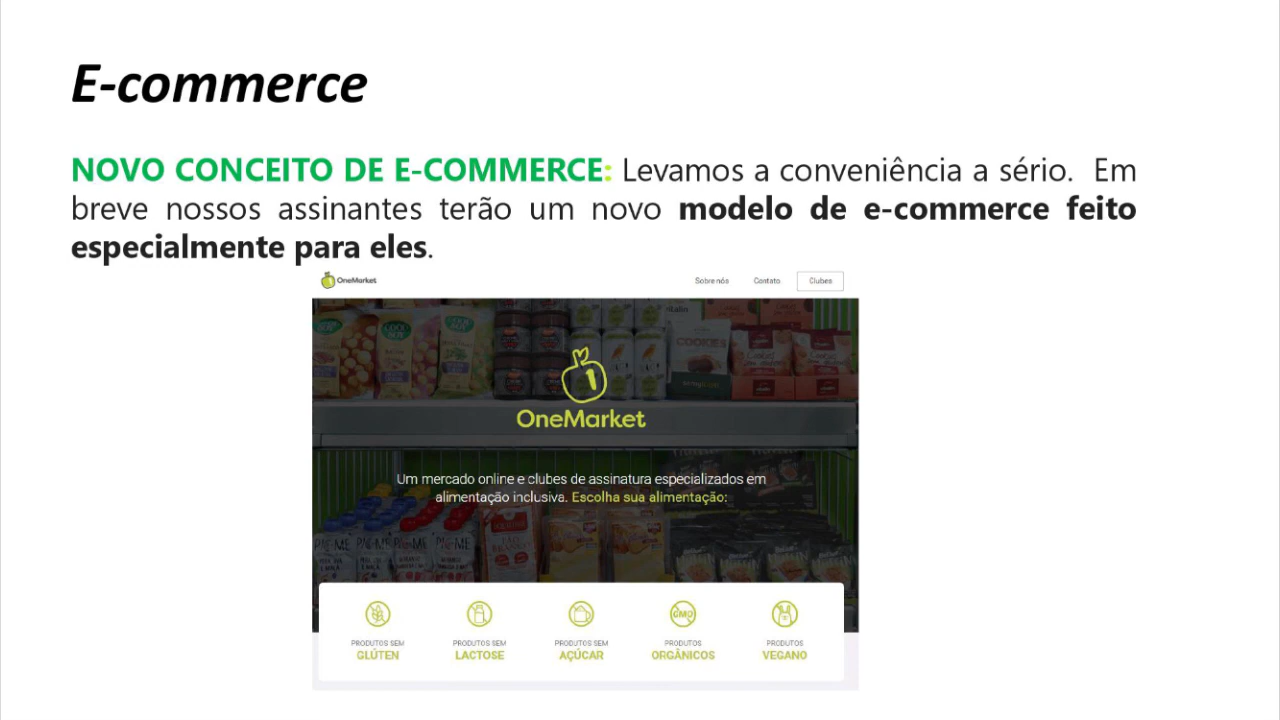 E-commerce
NOVO CONCEITO DE E-COMMERCE: Levamos a conveniência a sério. Em
breve nossos assinantes terão um novo modelo de e-commerce feito
especialmente para eles.
OneMarket
Sobre nós
Contato
Clubes
COOKIES
OneMarket
Um mercado online e clubes de assinatura especializados em
alimentação inclusiva. Escolha sua alimentação:
GMO
PRODUTOS SEM
GLÚTEN
PRODUTOS SEM
LACTOSE
PRODUTOS SEM
AÇÚCAR
PRODUTOS
ORGÂNICOS
PRODUTOS
VEGANO